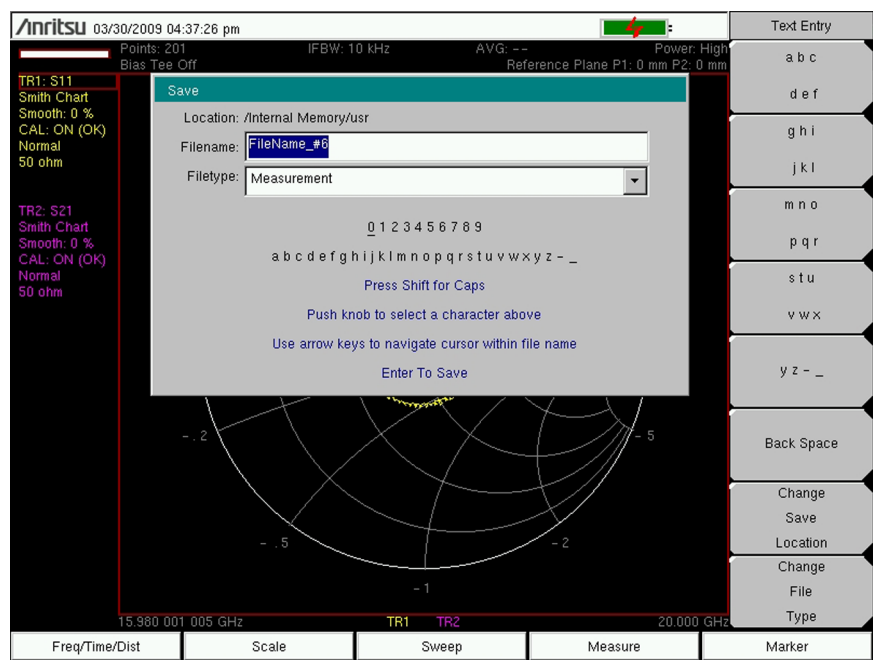 Anritsu 03/30/2009 04:37:26 pm
Text Entry
Points: 201 IFBW: 10 kHz AVG: -- Power: High
Bias Tee Off Reference Plane P1: 0 mm P2: 0 mm
TR1: S11
Smith Chart
Smooth: 0 %
CAL: ON (OK)
Normal
50 ohm
TR2: S21
Smith Chart
Smooth: 0 %
CAL: ON (OK)
Normal
50 ohm
Save
Location: /Internal Memory/usr
Filename: FileName_#6
Filetype: Measurement
0 1 2 3 4 5 6 7 8 9
a b c d e f g h i j k l m n o p q r s t u v w x y z - _
Press Shift for Caps
Push knob to select a character above
Use arrow keys to navigate cursor within file name
Enter To Save
-.2
-.5
-1
-2
-5
15.980 001 005 GHz TR1 TR2 20.000 GHz
a b c
d e f
g h i
j k l
m n o
p q r
s t u
v w x
y z - _
Back Space
Change
Save
Location
Change
File
Type
Freq/Time/Dist Scale Sweep Measure Marker